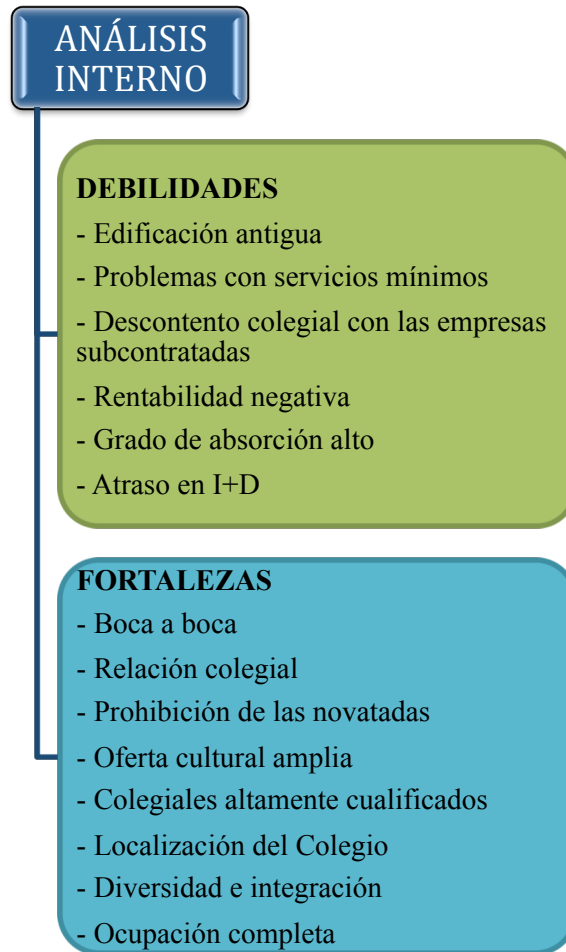 ANÁLISIS
INTERNO
DEBILIDADES
- Edificación antigua
- Problemas con servicios mínimos
- Descontento colegial con las empresas
subcontratadas
- Rentabilidad negativa
- Grado de absorción alto
- Atraso en I+D
FORTALEZAS
- Boca a boca
- Relación colegial
- Prohibición de las novatadas
- Oferta cultural amplia
- Colegiales altamente cualificados
- Localización del Colegio
- Diversidad e integración
- Ocupación completa